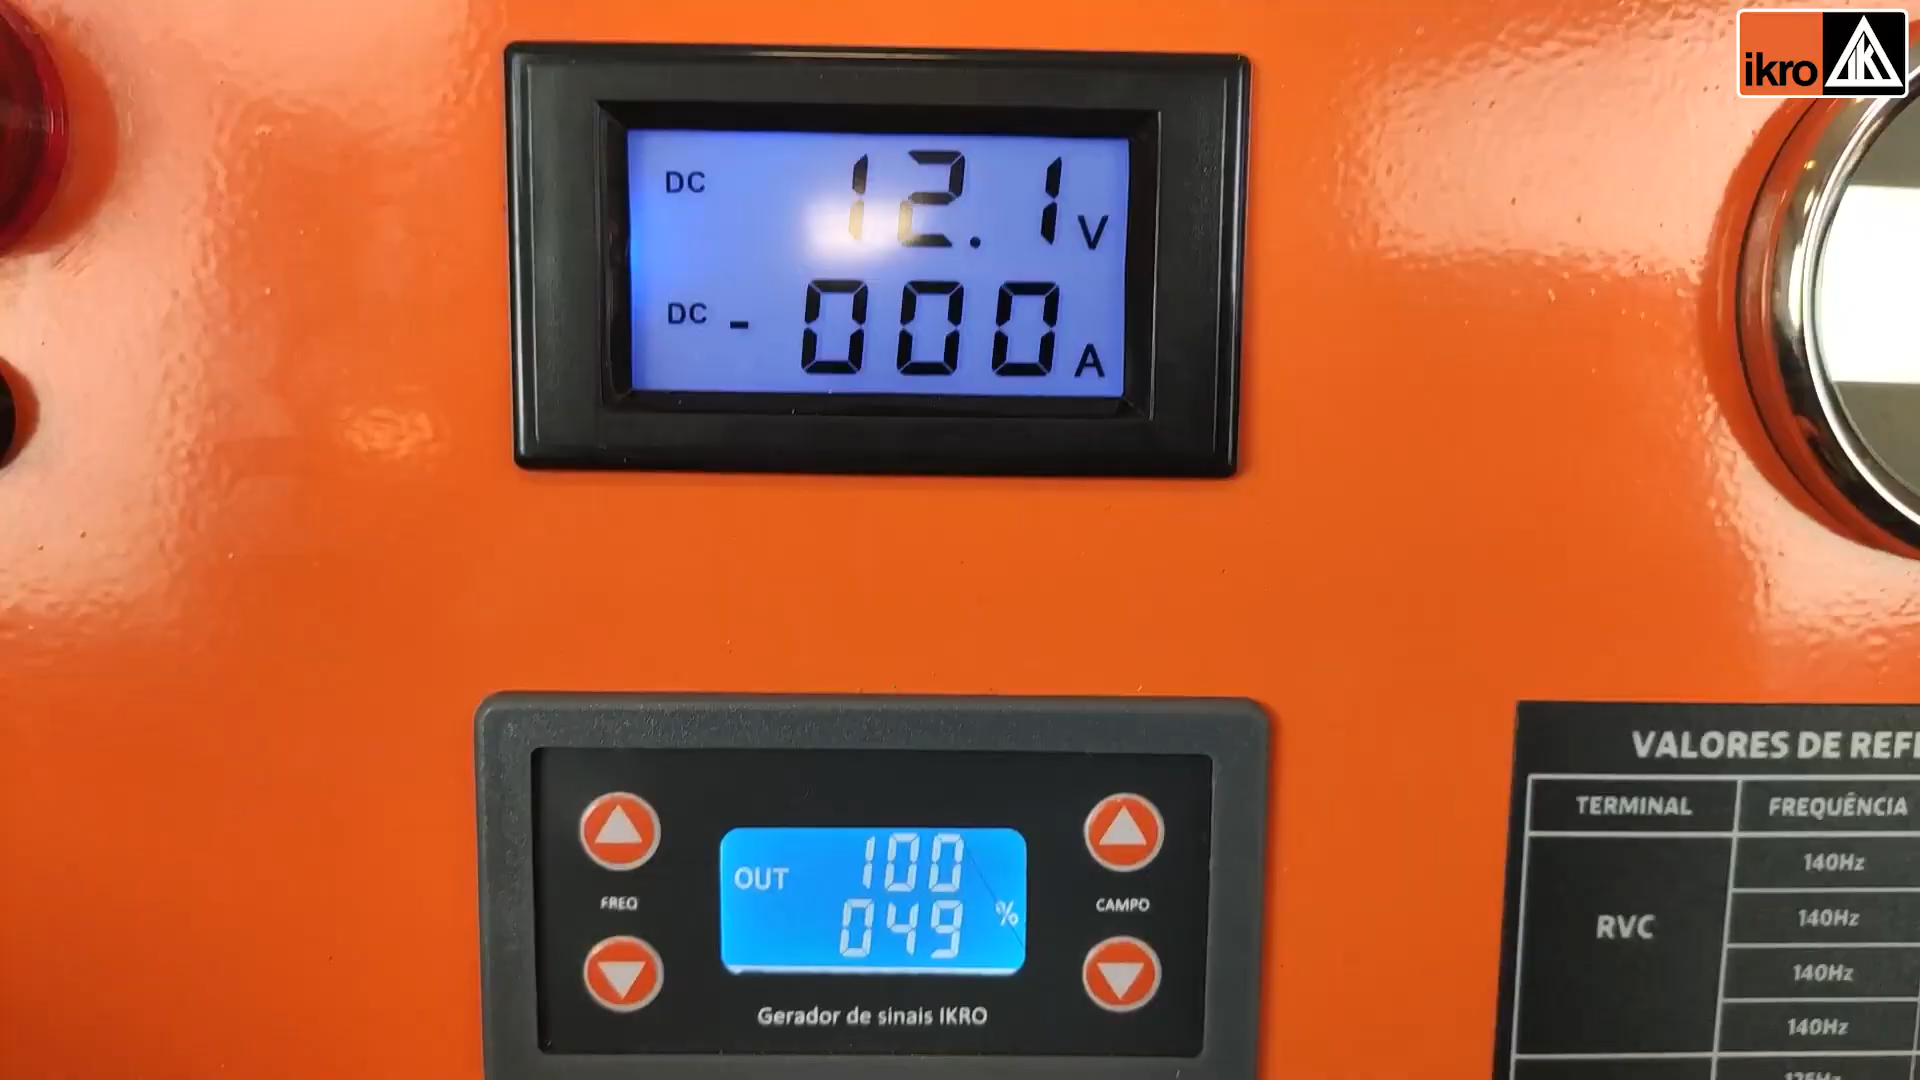 ikro
DC 12.1 V
DC - 000 A
VALORES DE REF
TERMINAL FREQUÊNCIA
RVC
140Hz
140Hz
140Hz
140Hz
FREQ
OUT 100
049 %
CAMPO
Gerador de sinais IKRO